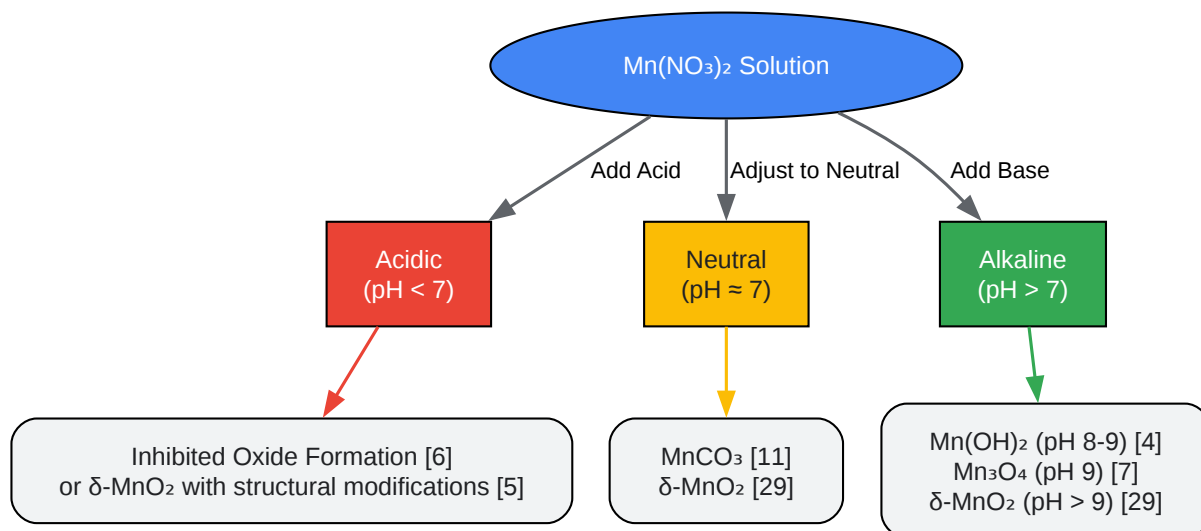 Mn(NO₃)₂ Solution
Add Acid
Adjust to Neutral
Add Base
Acidic
(pH < 7)
Neutral
(pH ≈ 7)
Alkaline
(pH > 7)
Inhibited Oxide Formation [6]
or δ-MnO₂ with structural modifications [5]
MnCO₃ [11]
δ-MnO₂ [29]
Mn(OH)₂ (pH 8-9) [4]
Mn₃O₄ (pH 9) [7]
δ-MnO₂ (pH > 9) [29]